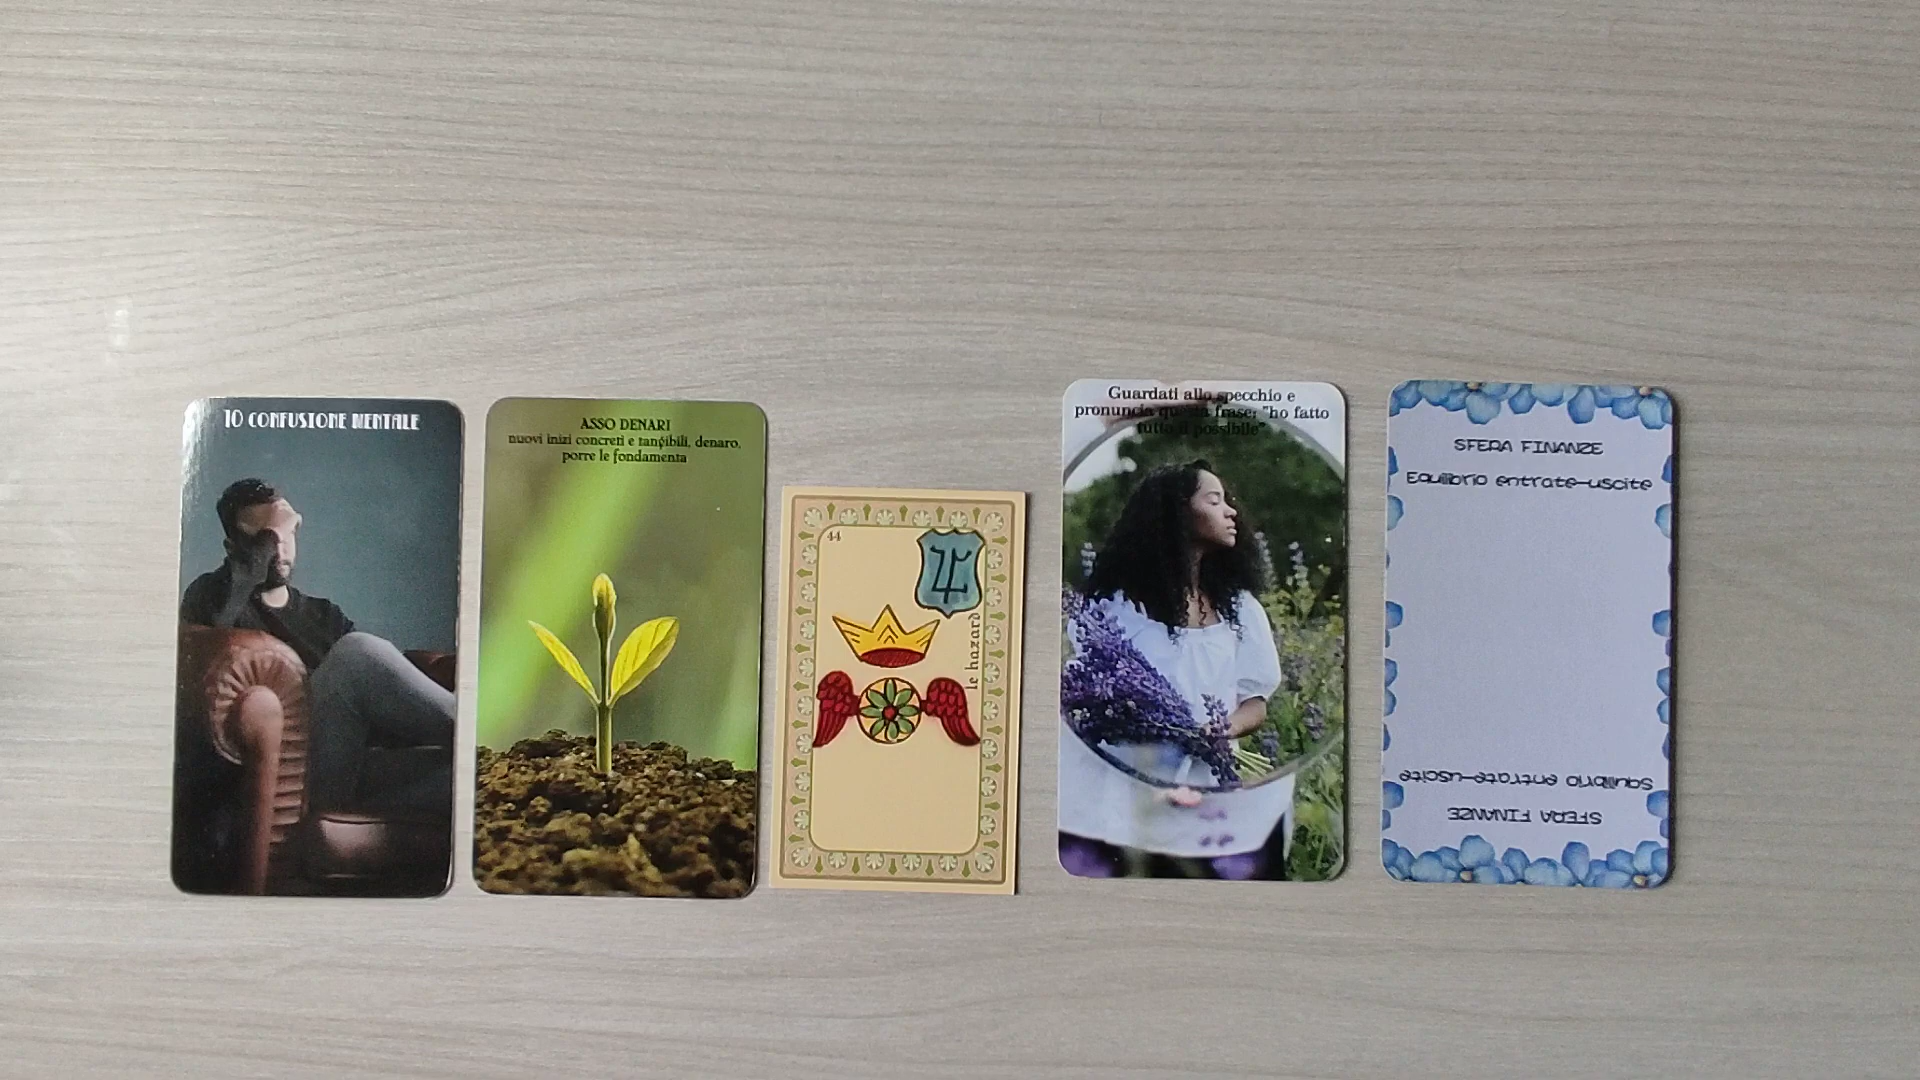 10 CONFUSIONE MENTALE
ASSO DENARI
nuovi inizi concreti e tangibili, denaro,
porre le fondamenta
44
le hazard
Guardati allo specchio e
pronuncia questa frase: "ho fatto
tutto il possibile"
SFERA FINANZE
Equilibrio entrate-uscite
Equilibrio entrate-uscite
SFERA FINANZE